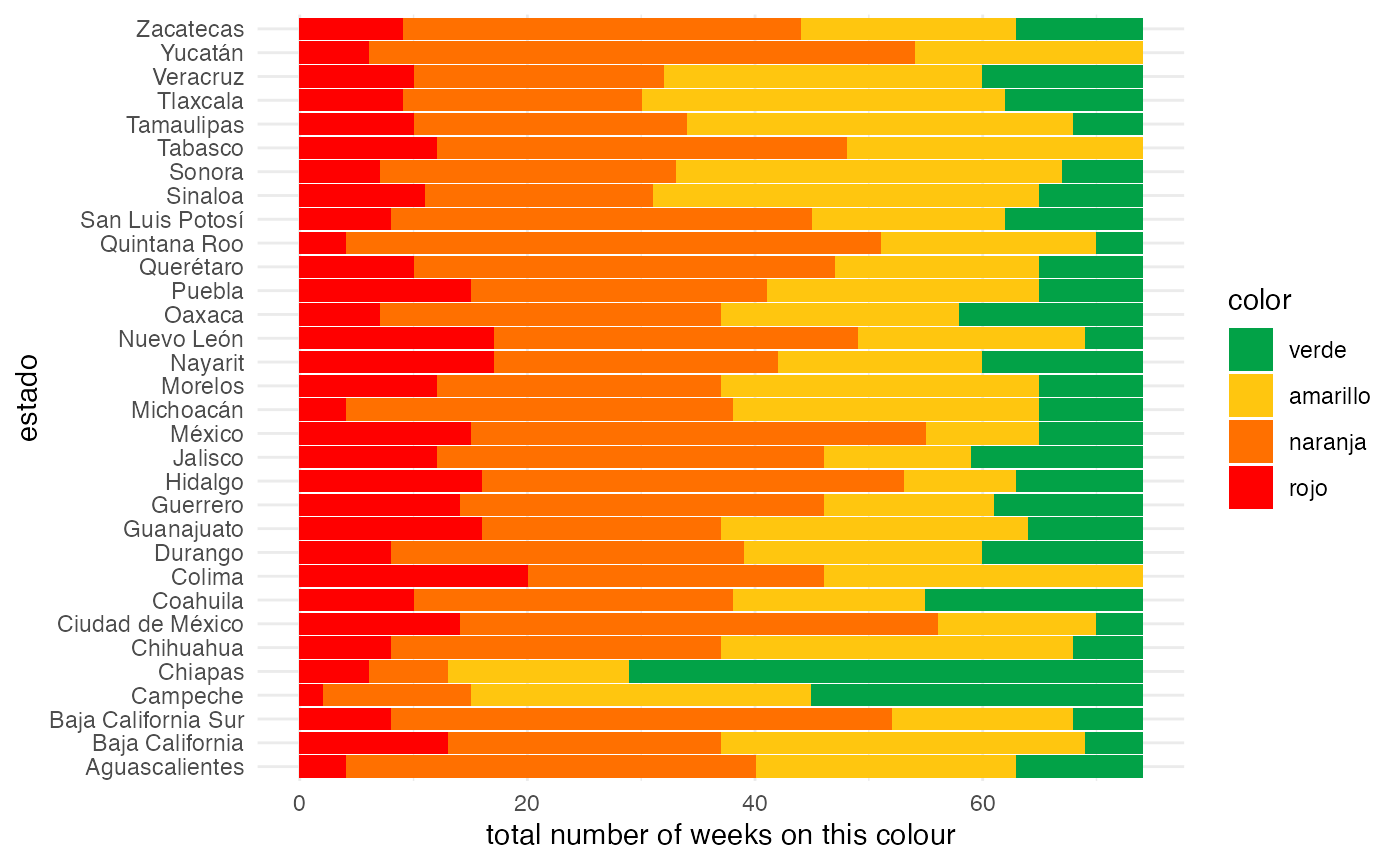 Zacatecas
Yucatán
Veracruz
Tlaxcala
Tamaulipas
Tabasco
Sonora
Sinaloa
San Luis Potosí
Quintana Roo
Querétaro
Puebla
Oaxaca
Nuevo León
Nayarit
Morelos
Michoacán
México
Jalisco
Hidalgo
Guerrero
Guanajuato
Durango
Colima
Coahuila
Ciudad de México
Chihuahua
Chiapas
Campeche
Baja California Sur
Baja California
Aguascalientes
estado
0 20 40 60
total number of weeks on this colour
color
verde
amarillo
naranja
rojo